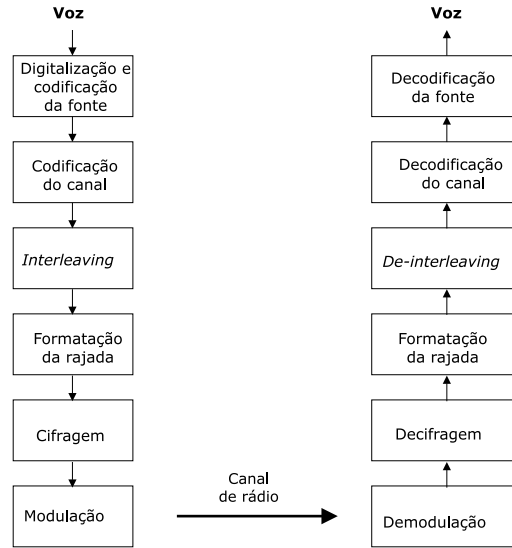 Voz
Digitalização e
codificação
da fonte
Codificação
do canal
Interleaving
Formatação
da rajada
Cifragem
Modulação
Canal
de rádio
Voz
Decodificação
da fonte
Decodificação
do canal
De-interleaving
Formatação
da rajada
Decifragem
Demodulação